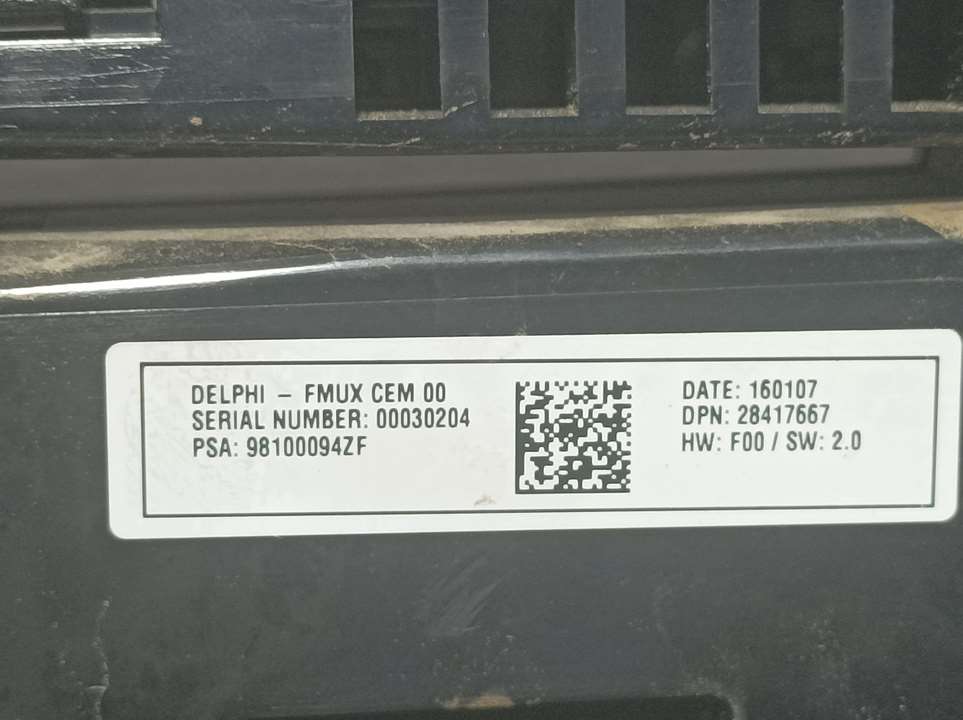 DELPHI - FMUX CEM 00
SERIAL NUMBER: 00030204
PSA: 98100094ZF
DATE: 160107
DPN: 28417667
HW: F00 / SW: 2.0